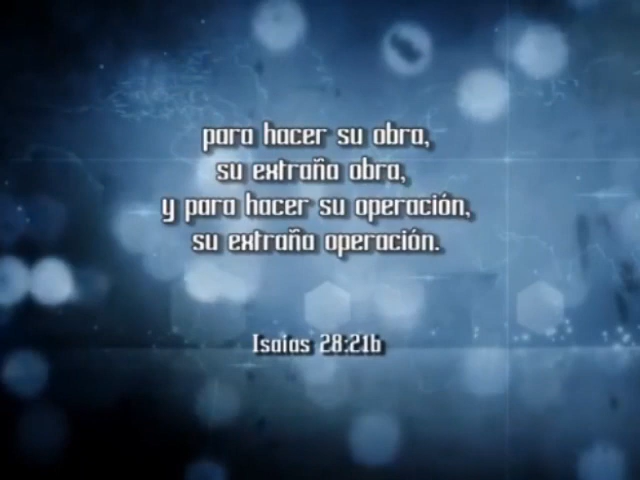 para hacer su obra,
su extraña obra,
y para hacer su operación,
su extraña operación.
Isaias 28:21b